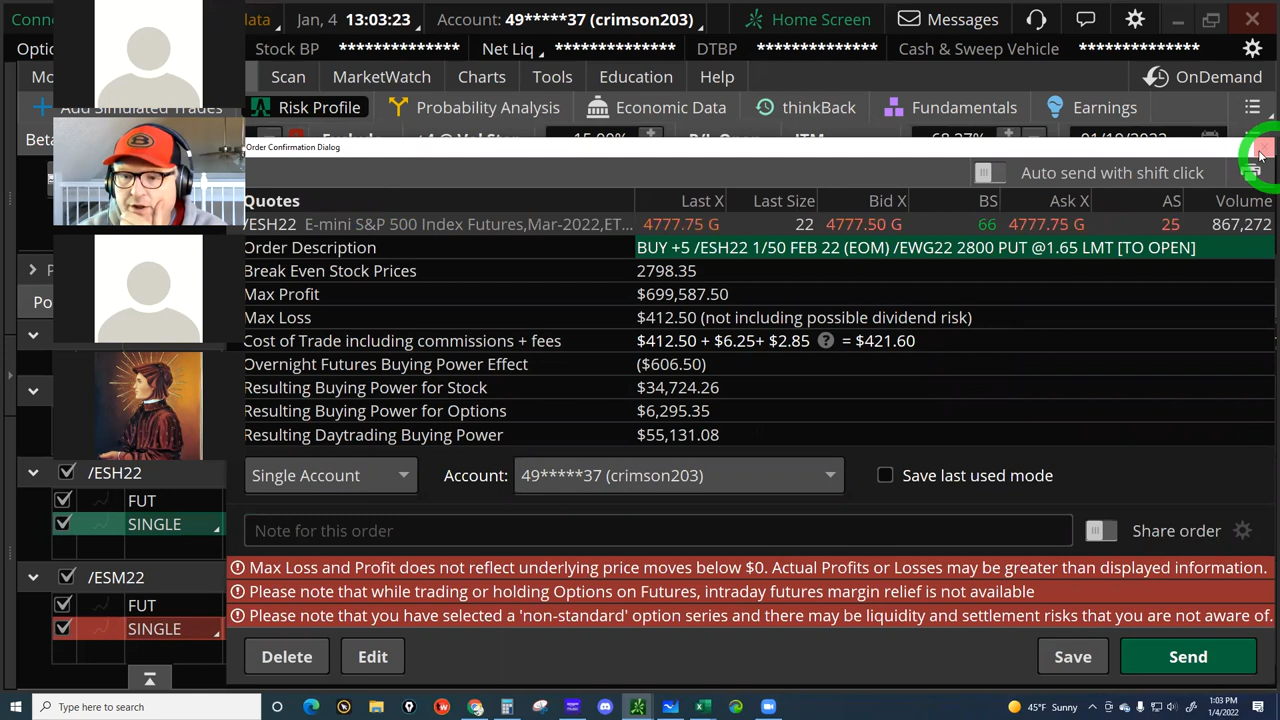 Conne
data
Jan, 4 13:03:23
Account: 49*****37 (crimson203)
Home Screen
Messages
Optio
Stock BP **************
Net Liq **************
DTBP **************
Cash & Sweep Vehicle **************
Mo
Scan
MarketWatch
Charts
Tools
Education
Help
OnDemand
Add Simulated Trades
Risk Profile
Probability Analysis
Economic Data
thinkBack
Fundamentals
Earnings
Beta
Order Confirmation Dialog
Auto send with shift click
Quotes Last X Last Size Bid X BS Ask X AS Volume
/ESH22 E-mini S&P 500 Index Futures,Mar-2022,ET... 4777.75 G 22 4777.50 G 66 4777.75 G 25 867,272
Order Description BUY +5 /ESH22 1/50 FEB 22 (EOM) /EWG22 2800 PUT @1.65 LMT [TO OPEN]
Break Even Stock Prices 2798.35
Max Profit $699,587.50
Max Loss $412.50 (not including possible dividend risk)
Cost of Trade including commissions + fees $412.50 + $6.25+ $2.85 ? = $421.60
Overnight Futures Buying Power Effect ($606.50)
Resulting Buying Power for Stock $34,724.26
Resulting Buying Power for Options $6,295.35
Resulting Daytrading Buying Power $55,131.08
Po
Single Account
Account: 49*****37 (crimson203)
Save last used mode
/ESH22
FUT
SINGLE
Note for this order
Share order
/ESM22
FUT
SINGLE
Max Loss and Profit does not reflect underlying price moves below $0. Actual Profits or Losses may be greater than displayed information.
Please note that while trading or holding Options on Futures, intraday futures margin relief is not available
Please note that you have selected a 'non-standard' option series and there may be liquidity and settlement risks that you are not aware of.
Delete
Edit
Save
Send
Type here to search
45°F Sunny
1:03 PM
1/4/2022